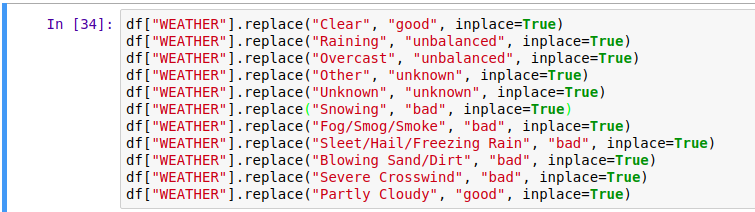 In [34]: df["WEATHER"].replace("Clear", "good", inplace=True)
df["WEATHER"].replace("Raining", "unbalanced", inplace=True)
df["WEATHER"].replace("Overcast", "unbalanced", inplace=True)
df["WEATHER"].replace("Other", "unknown", inplace=True)
df["WEATHER"].replace("Unknown", "unknown", inplace=True)
df["WEATHER"].replace("Snowing", "bad", inplace=True)
df["WEATHER"].replace("Fog/Smog/Smoke", "bad", inplace=True)
df["WEATHER"].replace("Sleet/Hail/Freezing Rain", "bad", inplace=True)
df["WEATHER"].replace("Blowing Sand/Dirt", "bad", inplace=True)
df["WEATHER"].replace("Severe Crosswind", "bad", inplace=True)
df["WEATHER"].replace("Partly Cloudy", "good", inplace=True)